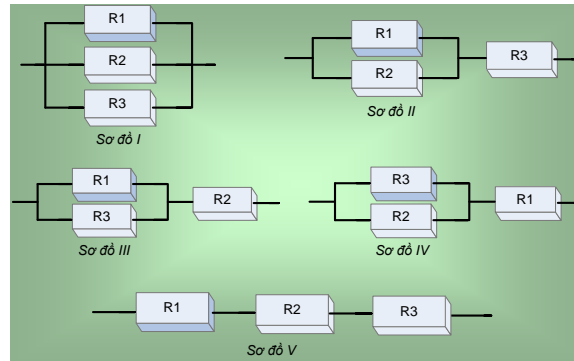 R1
R2
R3
Sơ đồ I
R1
R2
R3
Sơ đồ II
R1
R3
R2
Sơ đồ III
R3
R2
R1
Sơ đồ IV
R1
R2
R3
Sơ đồ V